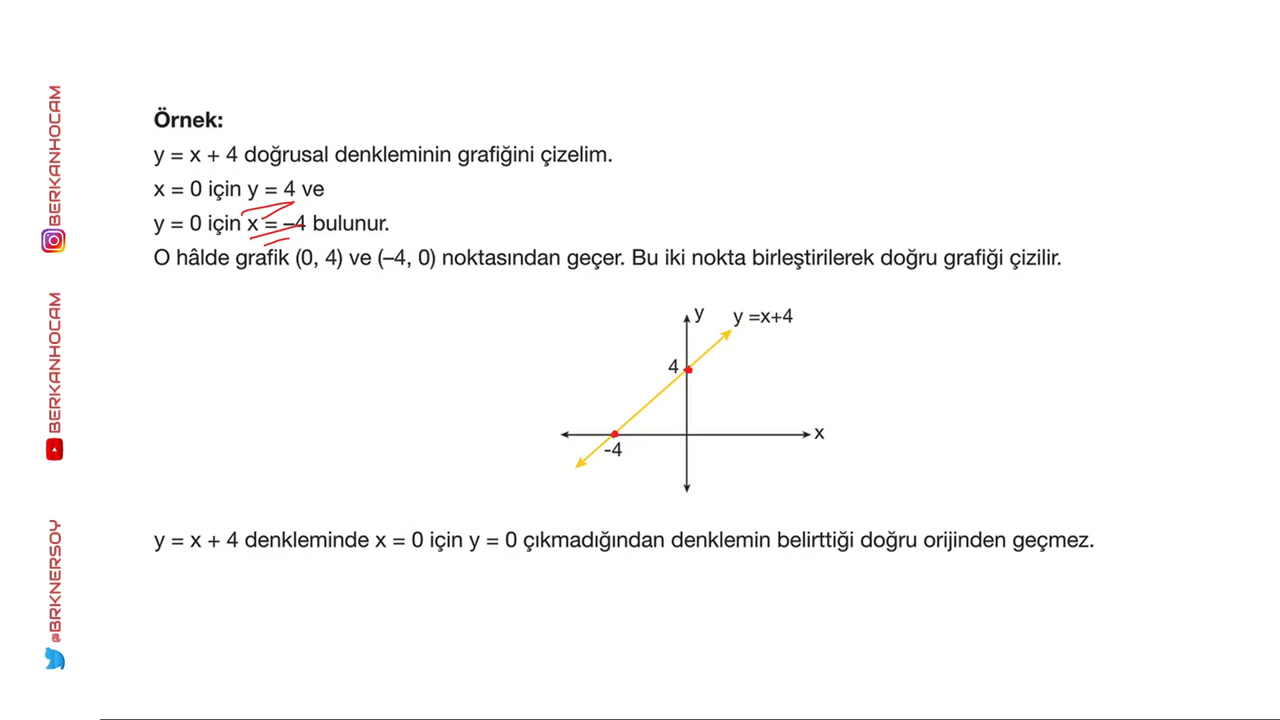 Örnek:
y = x + 4 doğrusal denkleminin grafiğini çizelim.
x = 0 için y = 4 ve
y = 0 için x = –4 bulunur.
O hâlde grafik (0, 4) ve (–4, 0) noktasından geçer. Bu iki nokta birleştirilerek doğru grafiği çizilir.
y
y =x+4
4
x
-4
y = x + 4 denkleminde x = 0 için y = 0 çıkmadığından denklemin belirttiği doğru orijinden geçmez.
BERKANHOCAM
BERKANHOCAM
@BRKNERSOY